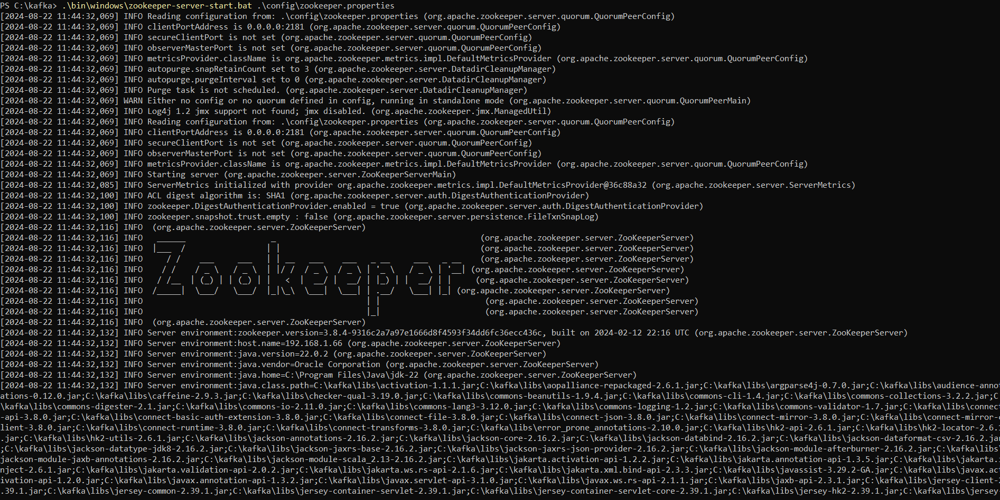 PS C:\kafka> .\bin\windows\zookeeper-server-start.bat .\config\zookeeper.properties
[2024-08-22 11:44:32,069] INFO Reading configuration from: .\config\zookeeper.properties (org.apache.zookeeper.server.quorum.QuorumPeerConfig)
[2024-08-22 11:44:32,069] INFO clientPortAddress is 0.0.0.0:2181 (org.apache.zookeeper.server.quorum.QuorumPeerConfig)
[2024-08-22 11:44:32,069] INFO secureClientPort is not set (org.apache.zookeeper.server.quorum.QuorumPeerConfig)
[2024-08-22 11:44:32,069] INFO observerMasterPort is not set (org.apache.zookeeper.server.quorum.QuorumPeerConfig)
[2024-08-22 11:44:32,069] INFO metricsProvider.className is org.apache.zookeeper.metrics.impl.DefaultMetricsProvider (org.apache.zookeeper.server.quorum.QuorumPeerConfig)
[2024-08-22 11:44:32,069] INFO autopurge.snapRetainCount set to 3 (org.apache.zookeeper.server.DatadirCleanupManager)
[2024-08-22 11:44:32,069] INFO autopurge.purgeInterval set to 0 (org.apache.zookeeper.server.DatadirCleanupManager)
[2024-08-22 11:44:32,069] INFO Purge task is not scheduled. (org.apache.zookeeper.server.DatadirCleanupManager)
[2024-08-22 11:44:32,069] WARN Either no config or no quorum defined in config, running in standalone mode (org.apache.zookeeper.server.quorum.QuorumPeerMain)
[2024-08-22 11:44:32,069] INFO Log4j 1.2 jmx support not found; jmx disabled. (org.apache.zookeeper.jmx.ManagedUtil)
[2024-08-22 11:44:32,069] INFO Reading configuration from: .\config\zookeeper.properties (org.apache.zookeeper.server.quorum.QuorumPeerConfig)
[2024-08-22 11:44:32,069] INFO clientPortAddress is 0.0.0.0:2181 (org.apache.zookeeper.server.quorum.QuorumPeerConfig)
[2024-08-22 11:44:32,069] INFO secureClientPort is not set (org.apache.zookeeper.server.quorum.QuorumPeerConfig)
[2024-08-22 11:44:32,069] INFO observerMasterPort is not set (org.apache.zookeeper.server.quorum.QuorumPeerConfig)
[2024-08-22 11:44:32,069] INFO metricsProvider.className is org.apache.zookeeper.metrics.impl.DefaultMetricsProvider (org.apache.zookeeper.server.quorum.QuorumPeerConfig)
[2024-08-22 11:44:32,069] INFO Starting server (org.apache.zookeeper.server.ZooKeeperServerMain)
[2024-08-22 11:44:32,085] INFO ServerMetrics initialized with provider org.apache.zookeeper.metrics.impl.DefaultMetricsProvider@36c88a32 (org.apache.zookeeper.server.ServerMetrics)
[2024-08-22 11:44:32,100] INFO ACL digest algorithm is: SHA1 (org.apache.zookeeper.server.auth.DigestAuthenticationProvider)
[2024-08-22 11:44:32,100] INFO zookeeper.DigestAuthenticationProvider.enabled = true (org.apache.zookeeper.server.auth.DigestAuthenticationProvider)
[2024-08-22 11:44:32,100] INFO zookeeper.snapshot.trust.empty : false (org.apache.zookeeper.server.persistence.FileTxnSnapLog)
[2024-08-22 11:44:32,116] INFO  (org.apache.zookeeper.server.ZooKeeperServer)
[2024-08-22 11:44:32,116] INFO   ______                  _                                           (org.apache.zookeeper.server.ZooKeeperServer)
[2024-08-22 11:44:32,116] INFO  |___  /                 | |                                          (org.apache.zookeeper.server.ZooKeeperServer)
[2024-08-22 11:44:32,116] INFO     / /    ___     ___   | | __   ___    ___   _ __     ___   _ __    (org.apache.zookeeper.server.ZooKeeperServer)
[2024-08-22 11:44:32,116] INFO    / /    / _ \   / _ \  | |/ /  / _ \  / _ \ | '_ \   / _ \ | '__| (org.apache.zookeeper.server.ZooKeeperServer)
[2024-08-22 11:44:32,116] INFO   / /__  | (_) | | (_) | |   <  |  __/ |  __/ | |_) | |  __/ | |     (org.apache.zookeeper.server.ZooKeeperServer)
[2024-08-22 11:44:32,116] INFO  /_____|  \___/   \___/  |_|\_\  \___|  \___| | .__/   \___| |_| (org.apache.zookeeper.server.ZooKeeperServer)
[2024-08-22 11:44:32,116] INFO                                               | |                      (org.apache.zookeeper.server.ZooKeeperServer)
[2024-08-22 11:44:32,116] INFO                                               |_|                      (org.apache.zookeeper.server.ZooKeeperServer)
[2024-08-22 11:44:32,116] INFO  (org.apache.zookeeper.server.ZooKeeperServer)
[2024-08-22 11:44:32,132] INFO Server environment:zookeeper.version=3.8.4-9316c2a7a97e1666d8f4593f34dd6fc36ecc436c, built on 2024-02-12 22:16 UTC (org.apache.zookeeper.server.ZooKeeperServer)
[2024-08-22 11:44:32,132] INFO Server environment:host.name=192.168.1.66 (org.apache.zookeeper.server.ZooKeeperServer)
[2024-08-22 11:44:32,132] INFO Server environment:java.version=22.0.2 (org.apache.zookeeper.server.ZooKeeperServer)
[2024-08-22 11:44:32,132] INFO Server environment:java.vendor=Oracle Corporation (org.apache.zookeeper.server.ZooKeeperServer)
[2024-08-22 11:44:32,132] INFO Server environment:java.home=C:\Program Files\Java\jdk-22 (org.apache.zookeeper.server.ZooKeeperServer)
[2024-08-22 11:44:32,132] INFO Server environment:java.class.path=C:\kafka\libs\activation-1.1.1.jar;C:\kafka\libs\aopalliance-repackaged-2.6.1.jar;C:\kafka\libs\argparse4j-0.7.0.jar;C:\kafka\libs\audience-annot
ations-0.12.0.jar;C:\kafka\libs\caffeine-2.9.3.jar;C:\kafka\libs\checker-qual-3.19.0.jar;C:\kafka\libs\commons-beanutils-1.9.4.jar;C:\kafka\libs\commons-cli-1.4.jar;C:\kafka\libs\commons-collections-3.2.2.jar;C:
\kafka\libs\commons-digester-2.1.jar;C:\kafka\libs\commons-io-2.11.0.jar;C:\kafka\libs\commons-lang3-3.12.0.jar;C:\kafka\libs\commons-logging-1.2.jar;C:\kafka\libs\commons-validator-1.7.jar;C:\kafka\libs\connect
-api-3.8.0.jar;C:\kafka\libs\connect-basic-auth-extension-3.8.0.jar;C:\kafka\libs\connect-file-3.8.0.jar;C:\kafka\libs\connect-json-3.8.0.jar;C:\kafka\libs\connect-mirror-3.8.0.jar;C:\kafka\libs\connect-mirror-c
lient-3.8.0.jar;C:\kafka\libs\connect-runtime-3.8.0.jar;C:\kafka\libs\connect-transforms-3.8.0.jar;C:\kafka\libs\error_prone_annotations-2.10.0.jar;C:\kafka\libs\hk2-api-2.6.1.jar;C:\kafka\libs\hk2-locator-2.6.1
.jar;C:\kafka\libs\hk2-utils-2.6.1.jar;C:\kafka\libs\jackson-annotations-2.16.2.jar;C:\kafka\libs\jackson-core-2.16.2.jar;C:\kafka\libs\jackson-databind-2.16.2.jar;C:\kafka\libs\jackson-dataformat-csv-2.16.2.jar
;C:\kafka\libs\jackson-datatype-jdk8-2.16.2.jar;C:\kafka\libs\jackson-jaxrs-base-2.16.2.jar;C:\kafka\libs\jackson-jaxrs-json-provider-2.16.2.jar;C:\kafka\libs\jackson-module-afterburner-2.16.2.jar;C:\kafka\libs\
jackson-module-jaxb-annotations-2.16.2.jar;C:\kafka\libs\jackson-module-scala_2.13-2.16.2.jar;C:\kafka\libs\jakarta.activation-api-1.2.2.jar;C:\kafka\libs\jakarta.annotation-api-1.3.5.jar;C:\kafka\libs\jakarta.i
nject-2.6.1.jar;C:\kafka\libs\jakarta.validation-api-2.0.2.jar;C:\kafka\libs\jakarta.ws.rs-api-2.1.6.jar;C:\kafka\libs\jakarta.xml.bind-api-2.3.3.jar;C:\kafka\libs\javassist-3.29.2-GA.jar;C:\kafka\libs\javax.act
ivation-api-1.2.0.jar;C:\kafka\libs\javax.annotation-api-1.3.2.jar;C:\kafka\libs\javax.servlet-api-3.1.0.jar;C:\kafka\libs\javax.ws.rs-api-2.1.1.jar;C:\kafka\libs\jaxb-api-2.3.1.jar;C:\kafka\libs\jersey-client-2
.39.1.jar;C:\kafka\libs\jersey-common-2.39.1.jar;C:\kafka\libs\jersey-container-servlet-2.39.1.jar;C:\kafka\libs\jersey-container-servlet-core-2.39.1.jar;C:\kafka\libs\jersey-hk2-2.39.1.jar;C:\kafka\libs\jersey-